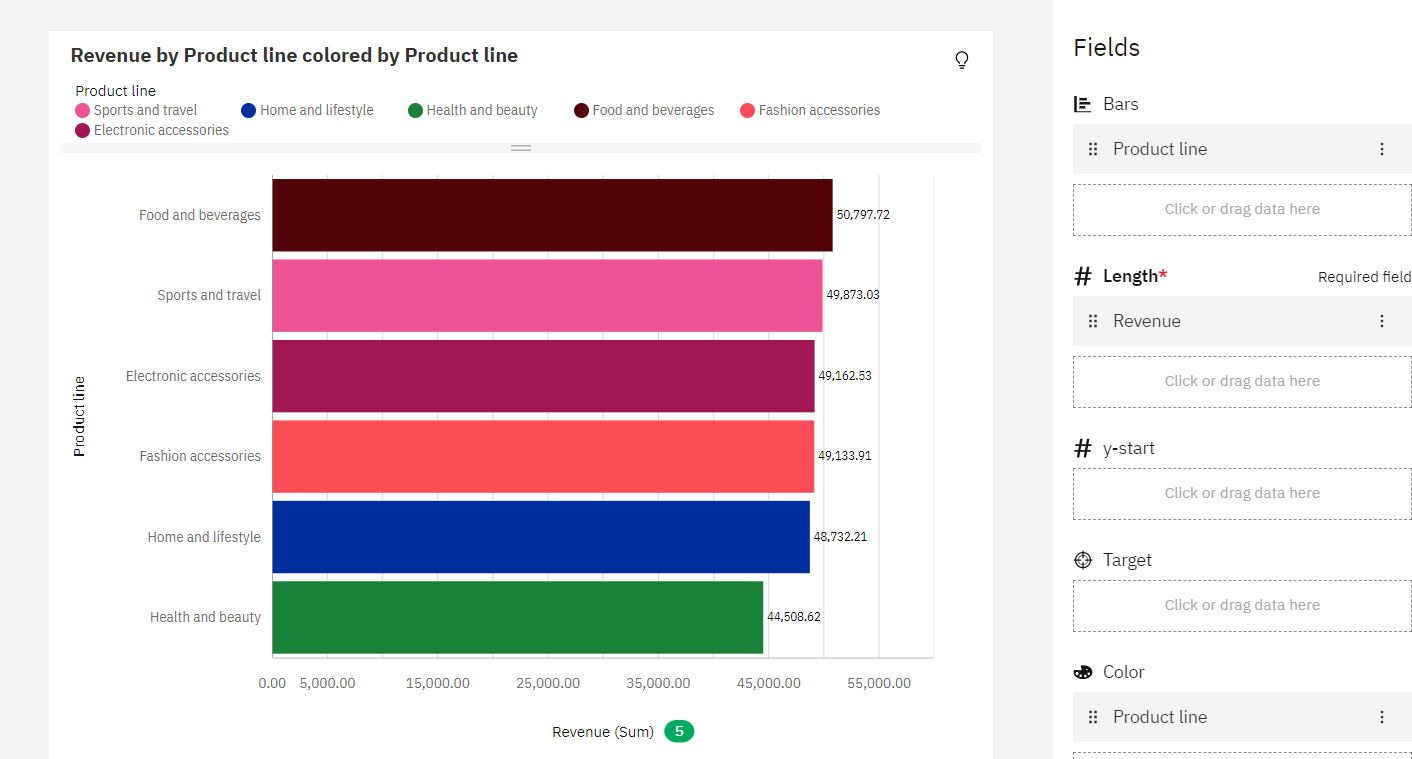 Revenue by Product line colored by Product line
Product line
Sports and travel
Home and lifestyle
Health and beauty
Food and beverages
Fashion accessories
Electronic accessories
Product line
Food and beverages
50,797.72
Sports and travel
49,873.03
Electronic accessories
49,162.53
Fashion accessories
49,133.91
Home and lifestyle
48,732.21
Health and beauty
44,508.62
0.00 5,000.00 15,000.00 25,000.00 35,000.00 45,000.00 55,000.00
Revenue (Sum) 5
Fields
Bars
Product line
Click or drag data here
Length*
Required field
Revenue
Click or drag data here
y-start
Click or drag data here
Target
Click or drag data here
Color
Product line